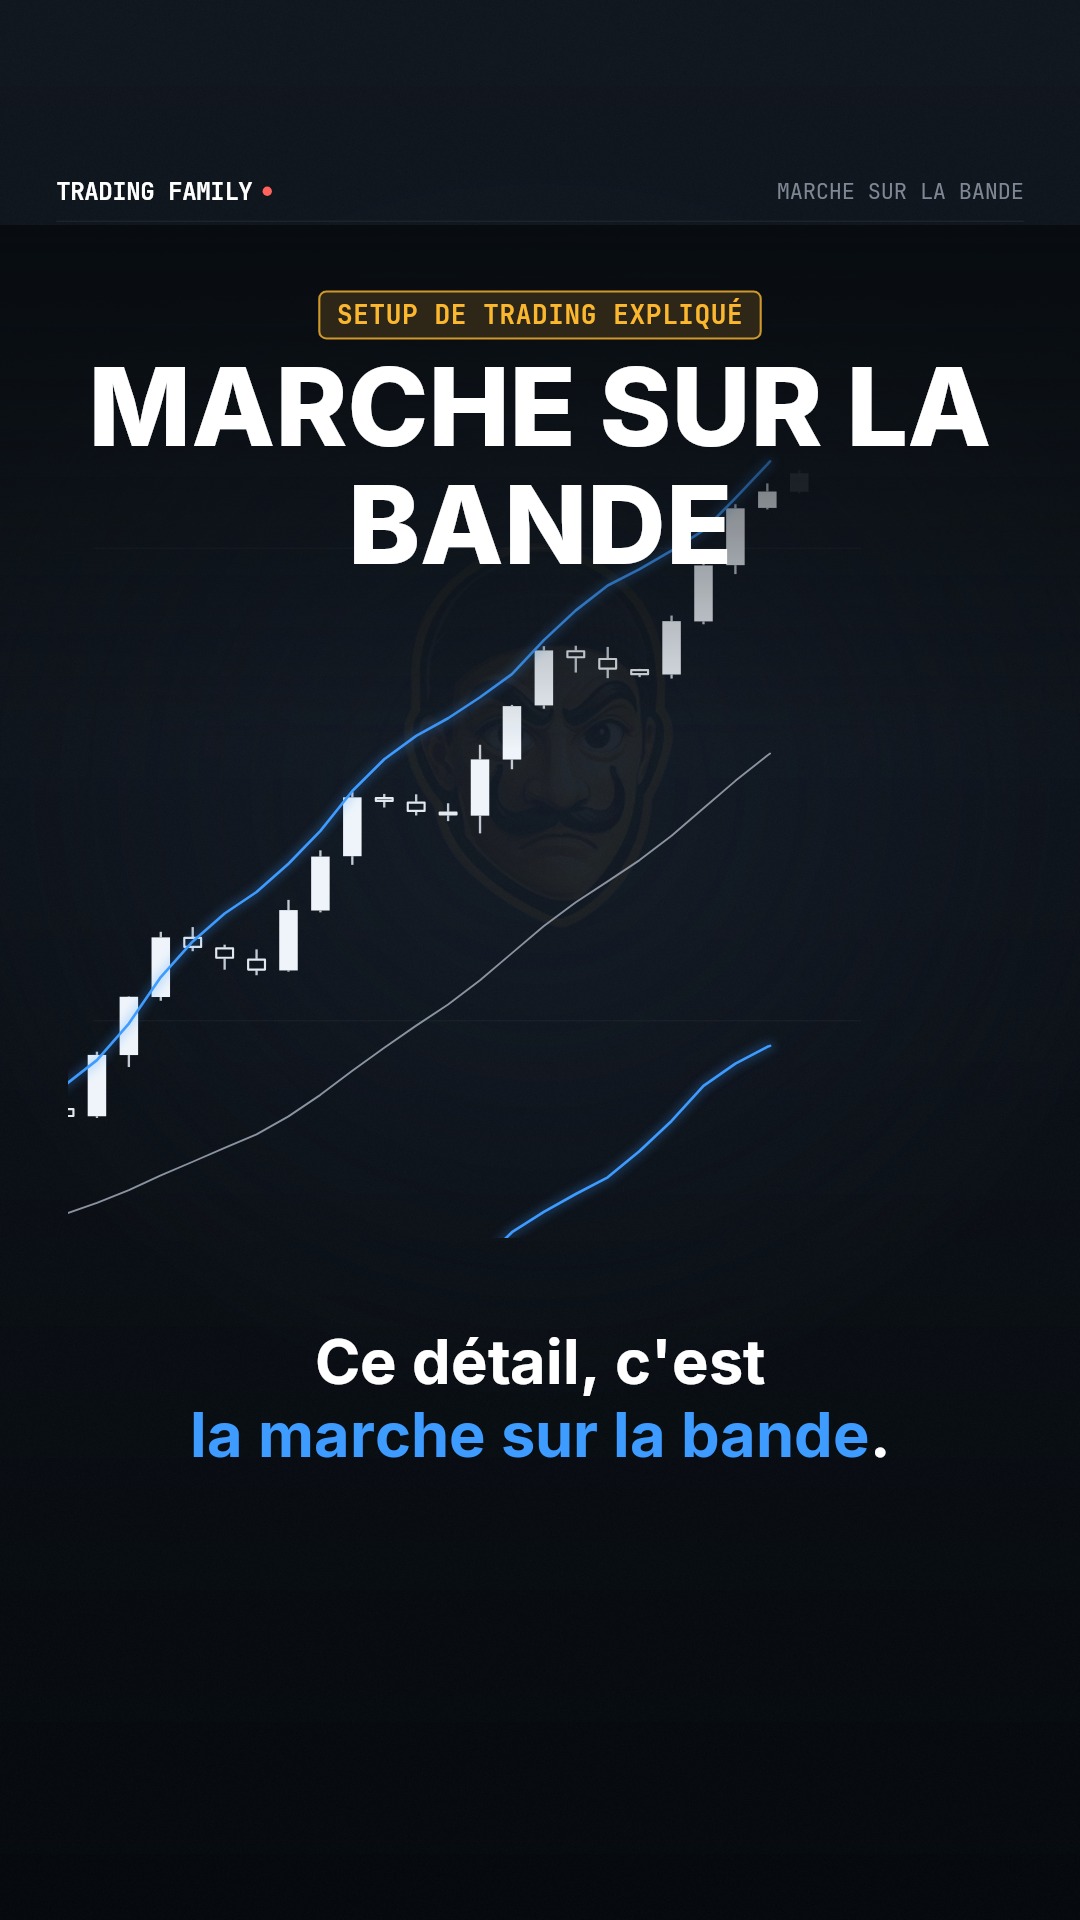 TRADING FAMILY
MARCHE SUR LA BANDE
SETUP DE TRADING EXPLIQUÉ
MARCHE SUR LA
BANDE
Ce détail, c'est
la marche sur la bande.